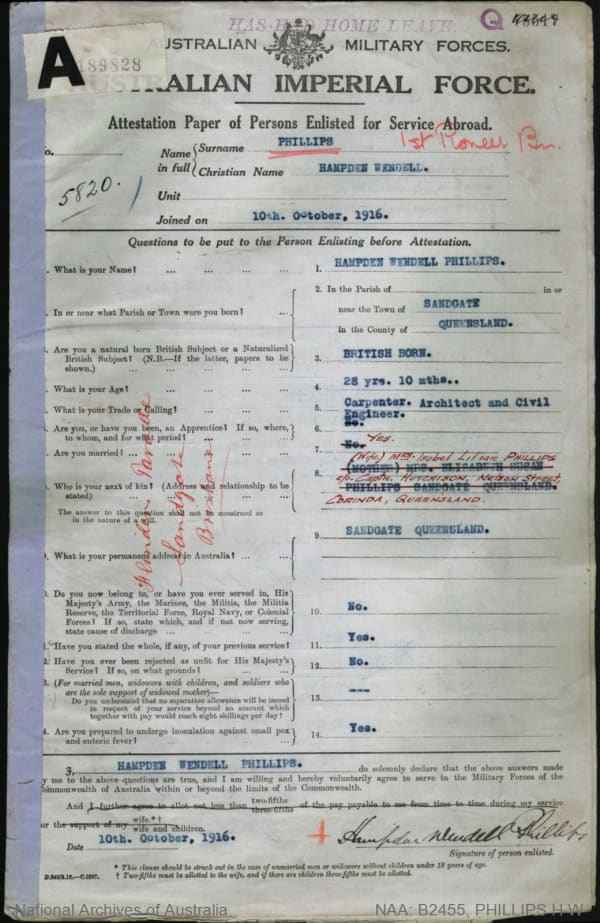 HAS HAD HOME LEAVE.
Q
A
189828
AUSTRALIAN MILITARY FORCES.
AUSTRALIAN IMPERIAL FORCE.
Attestation Paper of Persons Enlisted for Service Abroad.
o.
Name in full
Surname PHILLIPS
1st Pioneer Bn.
Christian Name HAMPDEN WENDELL.
5820.
Unit
Joined on 10th. October, 1916.
Questions to be put to the Person Enlisting before Attestation.
. What is your Name? ... 1. HAMPDEN WENDELL PHILLIPS.
. In or near what Parish or Town were you born? ...
2. In the Parish of in or
near the Town of SANDGATE
in the County of QUEENSLAND.
. Are you a natural born British Subject or a Naturalized
British Subject? (N.B.—If the latter, papers to be
shown.) ...
3. BRITISH BORN.
. What is your Age? ... 4. 28 yrs. 10 mths..
. What is your Trade or Calling? ... 5. Carpenter. Architect and Civil
Engineer.
. Are you, or have you been, an Apprentice? If so, where,
to whom, and for what period? ... 6. No.
. Are you married? ... 7. No. YES.
. Who is your next of kin? (Address and relationship to be
stated) ...
8. (Wife) MRS. Isobel Lilian PHILLIPS
(MOTHER) MRS. ELIZABETH SUSAN
c/o. Captn. HUTCHISON, NELSON Street,
PHILLIPS SANDGATE QUEENSLAND.
CORINDA, QUEENSLAND.
The answer to this question shall not be construed as
in the nature of a will.
Flinders Parade
Sandgate
Brisbane
. What is your permanent address in Australia? ... 9. SANDGATE QUEENSLAND.
. Do you now belong to, or have you ever served in, His
Majesty's Army, the Marines, the Militia, the Militia
Reserve, the Territorial Force, Royal Navy, or Colonial
Forces? If so, state which, and if not now serving,
state cause of discharge ...
10. No.
. Have you stated the whole, if any, of your previous service? 11. Yes.
. Have you ever been rejected as unfit for His Majesty's
Service? If so, on what grounds? ... 12. No.
. (For married men, widowers with children, and soldiers who
are the sole support of widowed mother)—
Do you understand that no separation allowance will be issued
in respect of your service beyond an amount which
together with pay would reach eight shillings per day?
13. ---
. Are you prepared to undergo inoculation against small pox
and enteric fever? ... 14. Yes.
3, HAMPDEN WENDELL PHILLIPS. do solemnly declare that the above answers made
by me to the above questions are true, and I am willing and hereby voluntarily agree to serve in the Military Forces of the
Commonwealth of Australia within or beyond the limits of the Commonwealth.
And I further agree to allot not less than two-fifths three-fifths of the pay payable to me from time to time during my service
for the support of my wife.*† wife and children.
Date 10th. October, 1916. + Hampden Wendell Phillips
Signature of person enlisted.
* This clause should be struck out in the case of unmarried men or widowers without children under 18 years of age.
† Two-fifths must be allotted to the wife, and if there are children three-fifths must be allotted.
National Archives of Australia
NAA: B2455, PHILLIPS H W